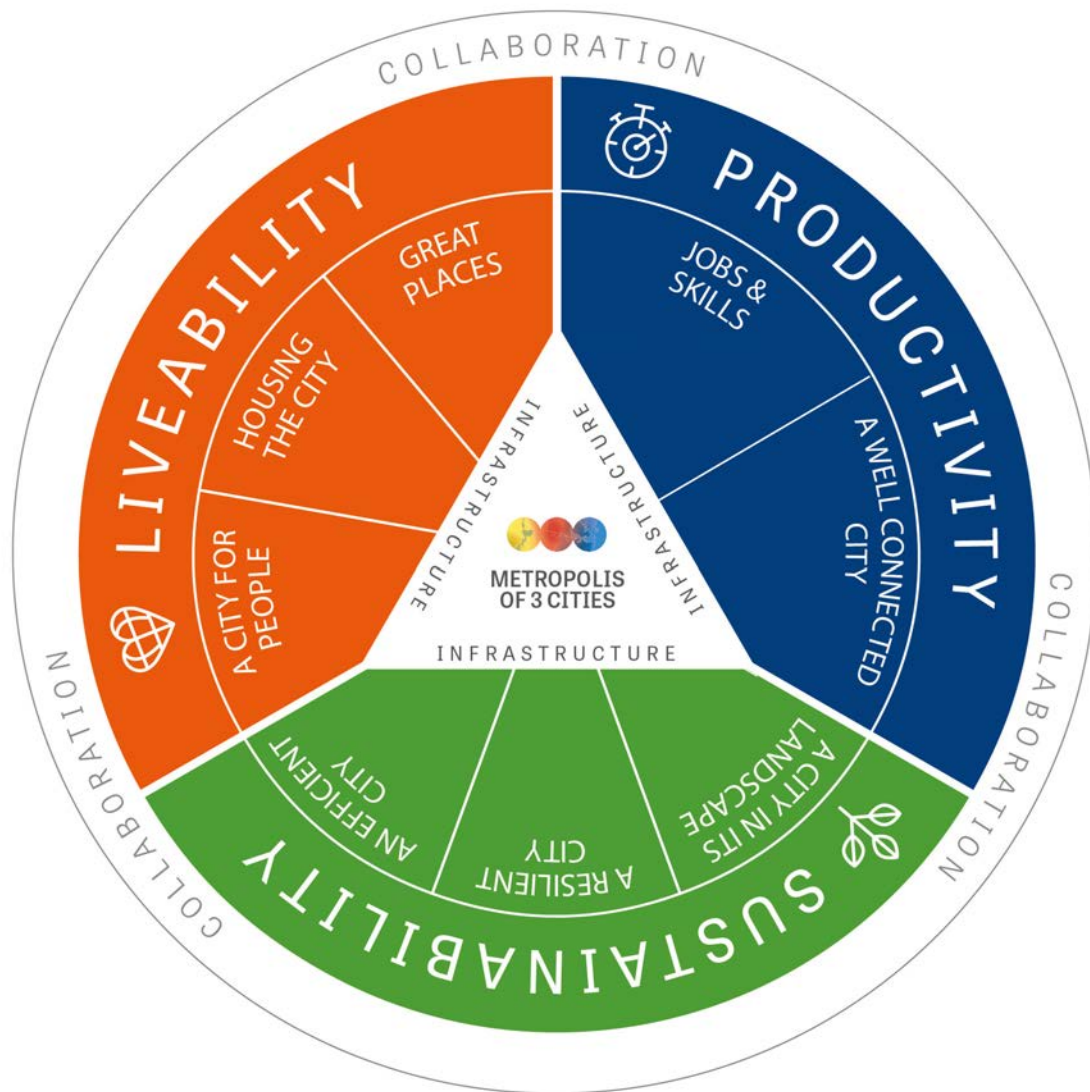 COLLABORATION
PRODUCTIVITY
JOBS &
SKILLS
A WELL CONNECTED
CITY
COLLABORATION
SUSTAINABILITY
A CITY IN ITS
LANDSCAPE
A RESILIENT
CITY
AN EFFICIENT
CITY
COLLABORATION
LIVEABILITY
A CITY FOR
PEOPLE
HOUSING
THE CITY
GREAT
PLACES
INFRASTRUCTURE
INFRASTRUCTURE
INFRASTRUCTURE
METROPOLIS
OF 3 CITIES